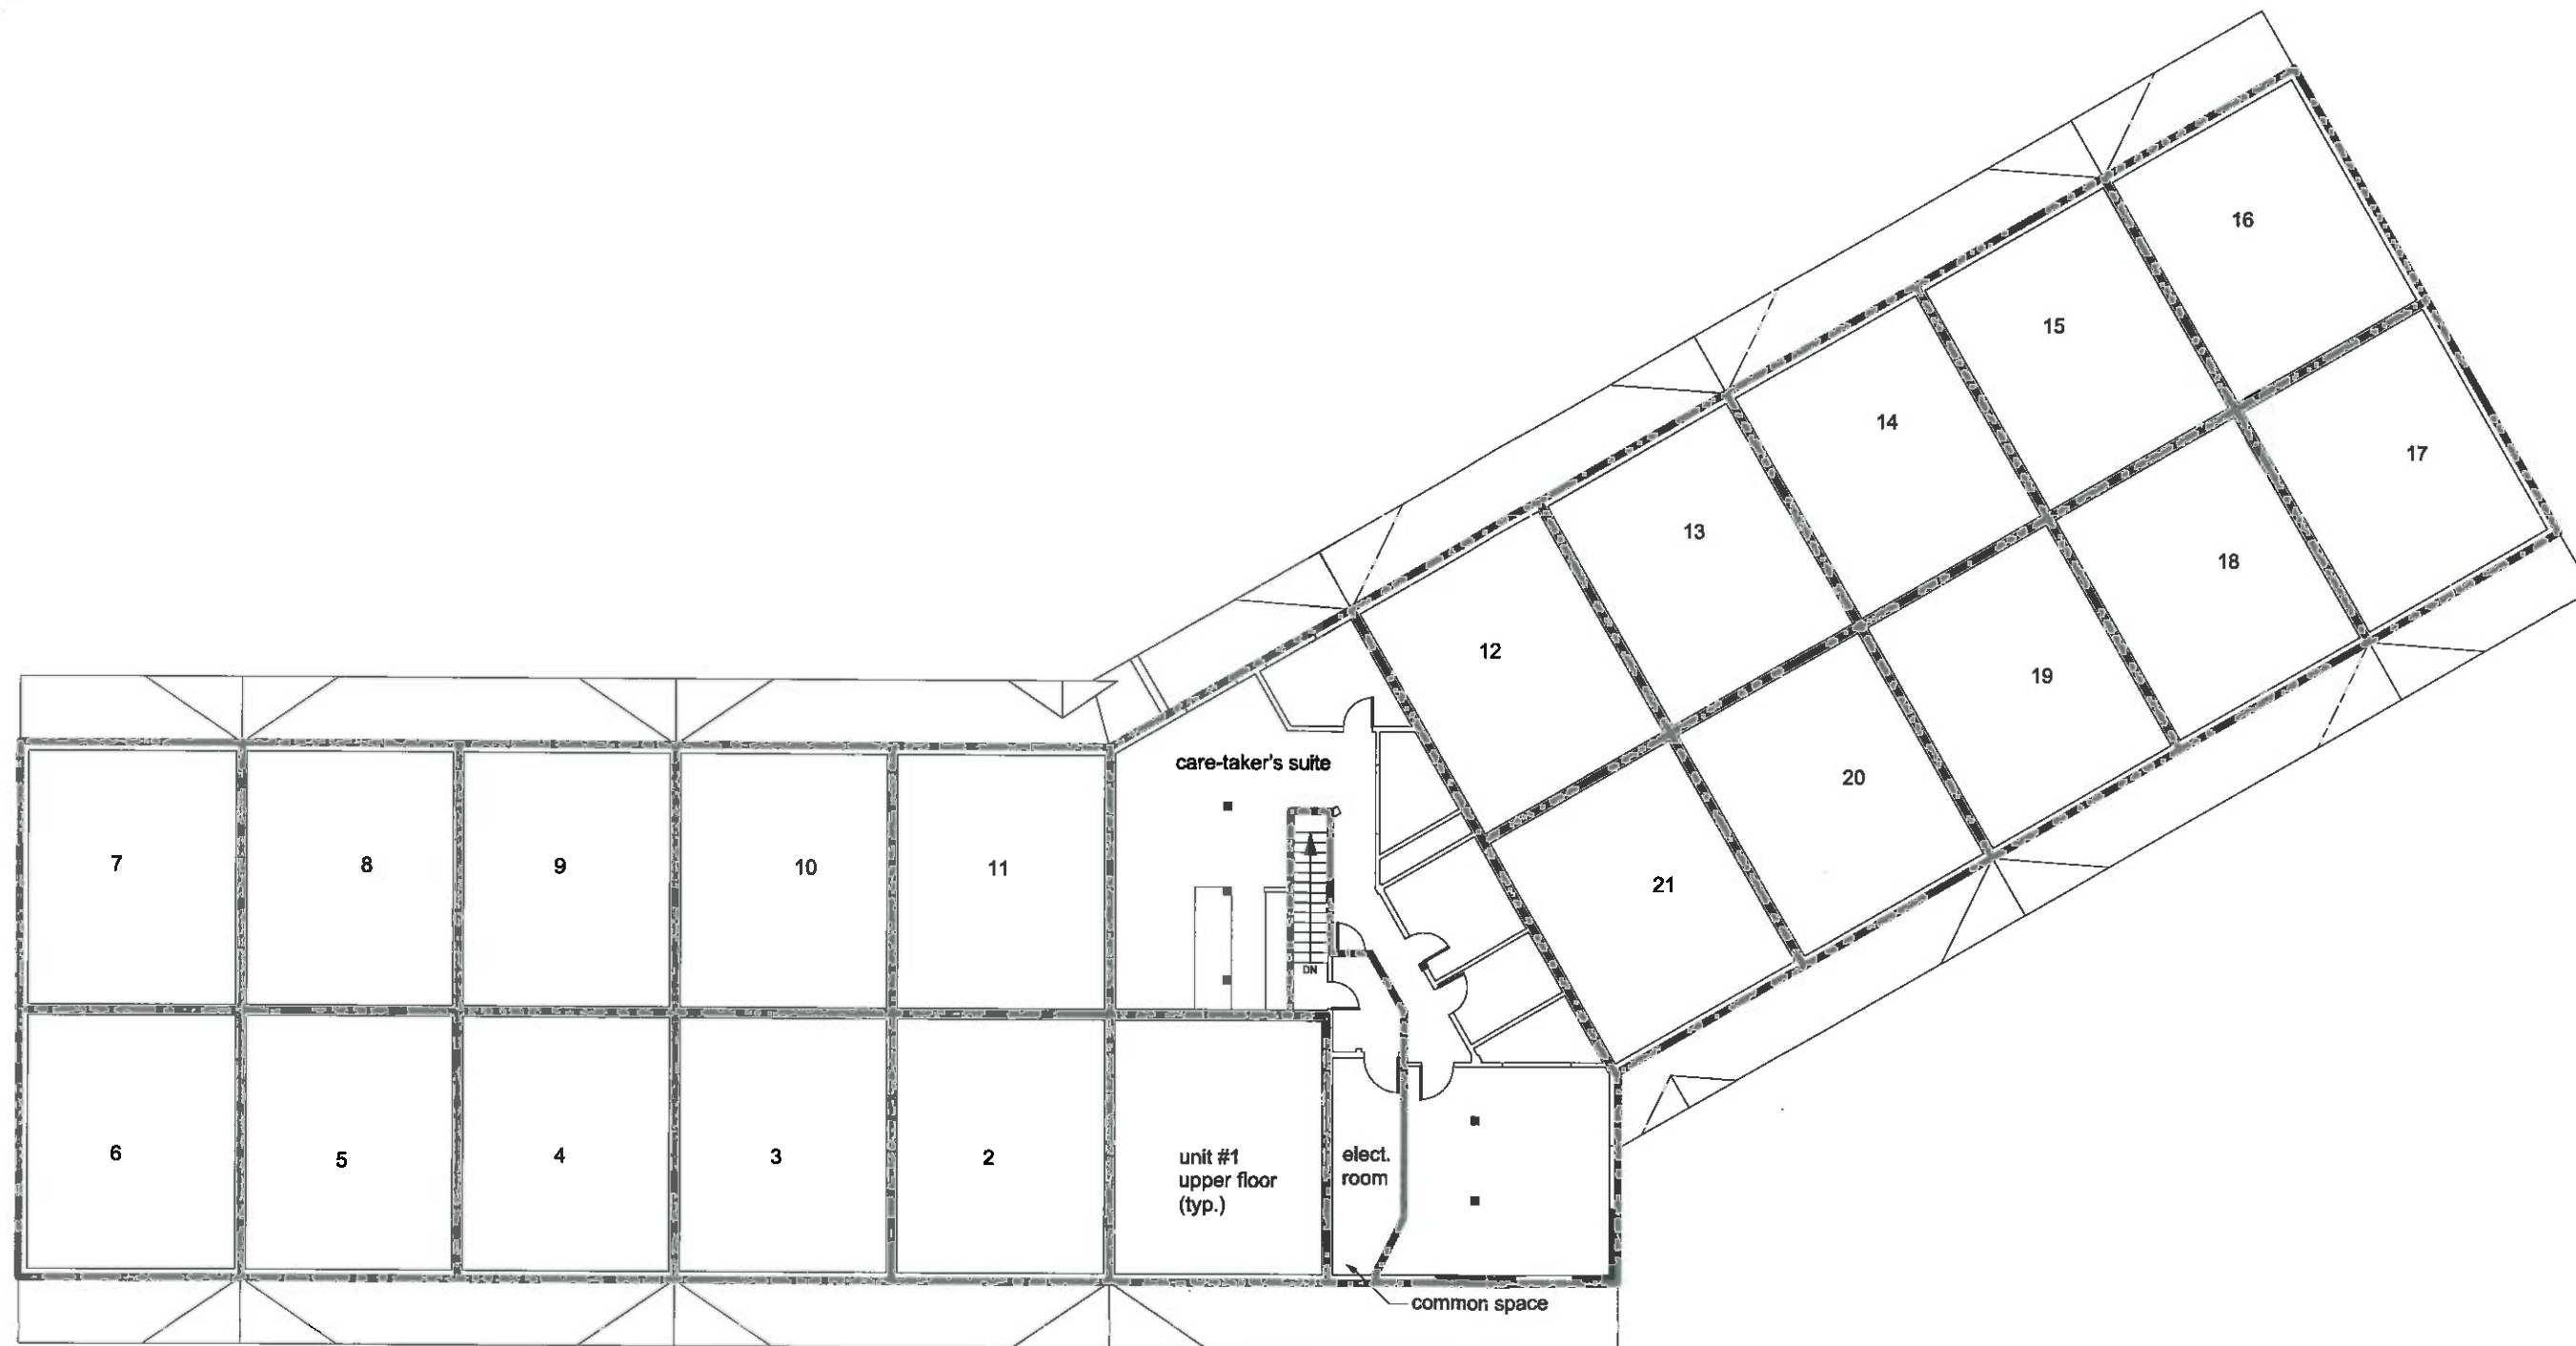 16
15
17
14
13
18
12
19
care-taker's suite
20
7
8
9
10
11
21
DN
6
5
4
3
2
unit #1
upper floor
(typ.)
elect.
room
common space